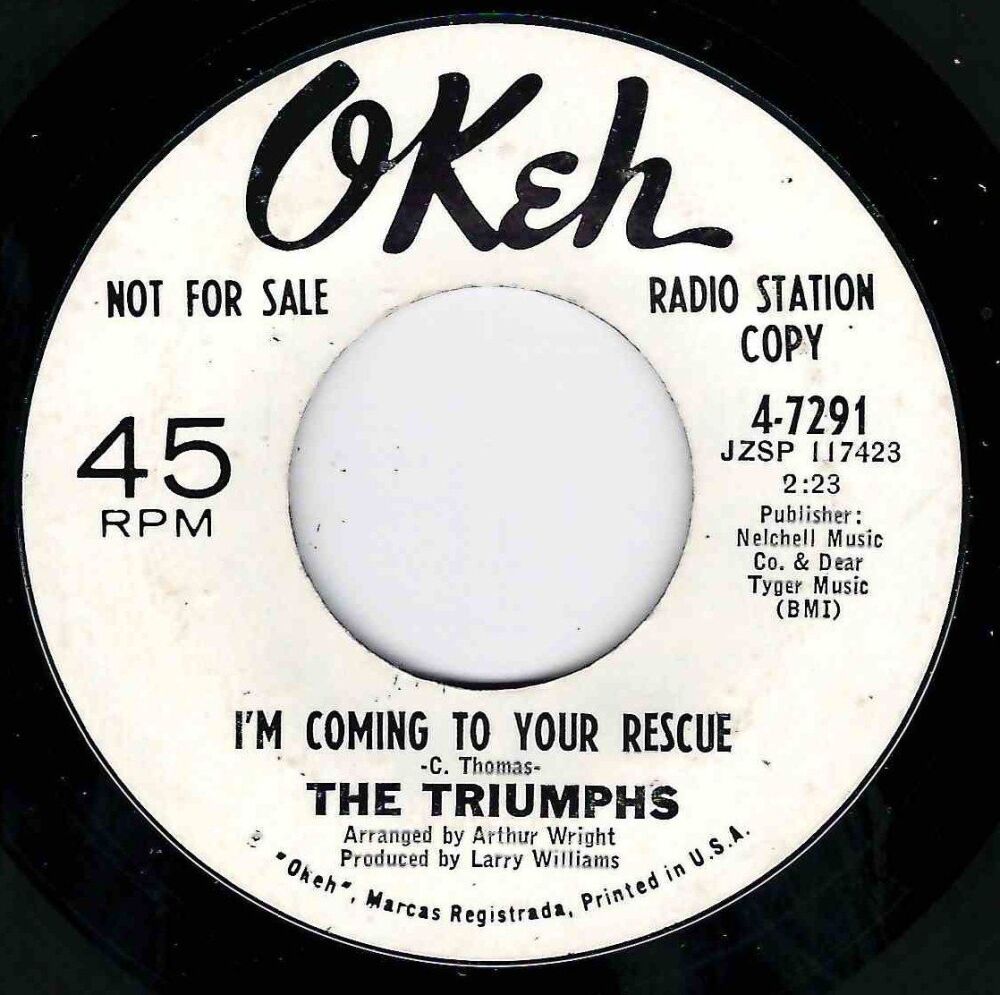 OKeh
NOT FOR SALE
RADIO STATION
COPY
45
RPM
4-7291
JZSP 117423
2:23
Publisher:
Nelchell Music
Co. & Dear
Tyger Music
(BMI)
I'M COMING TO YOUR RESCUE
-C. Thomas-
THE TRIUMPHS
Arranged by Arthur Wright
Produced by Larry Williams
"Okeh", Marcas Registrada, Printed in U.S.A.